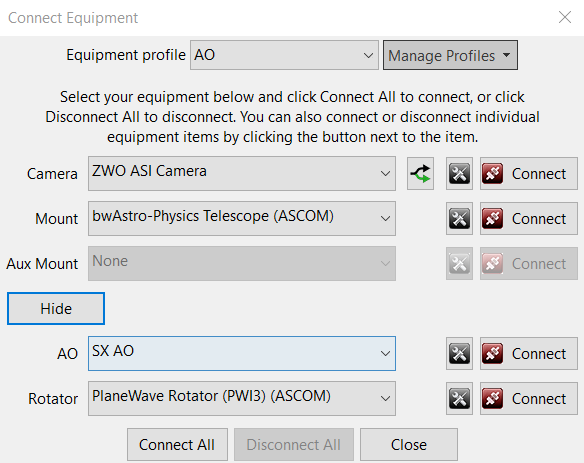 Connect Equipment
Equipment profile AO Manage Profiles
Select your equipment below and click Connect All to connect, or click
Disconnect All to disconnect. You can also connect or disconnect individual
equipment items by clicking the button next to the item.
Camera ZWO ASI Camera Connect
Mount bwAstro-Physics Telescope (ASCOM) Connect
Aux Mount None Connect
Hide
AO SX AO Connect
Rotator PlaneWave Rotator (PWI3) (ASCOM) Connect
Connect All Disconnect All Close